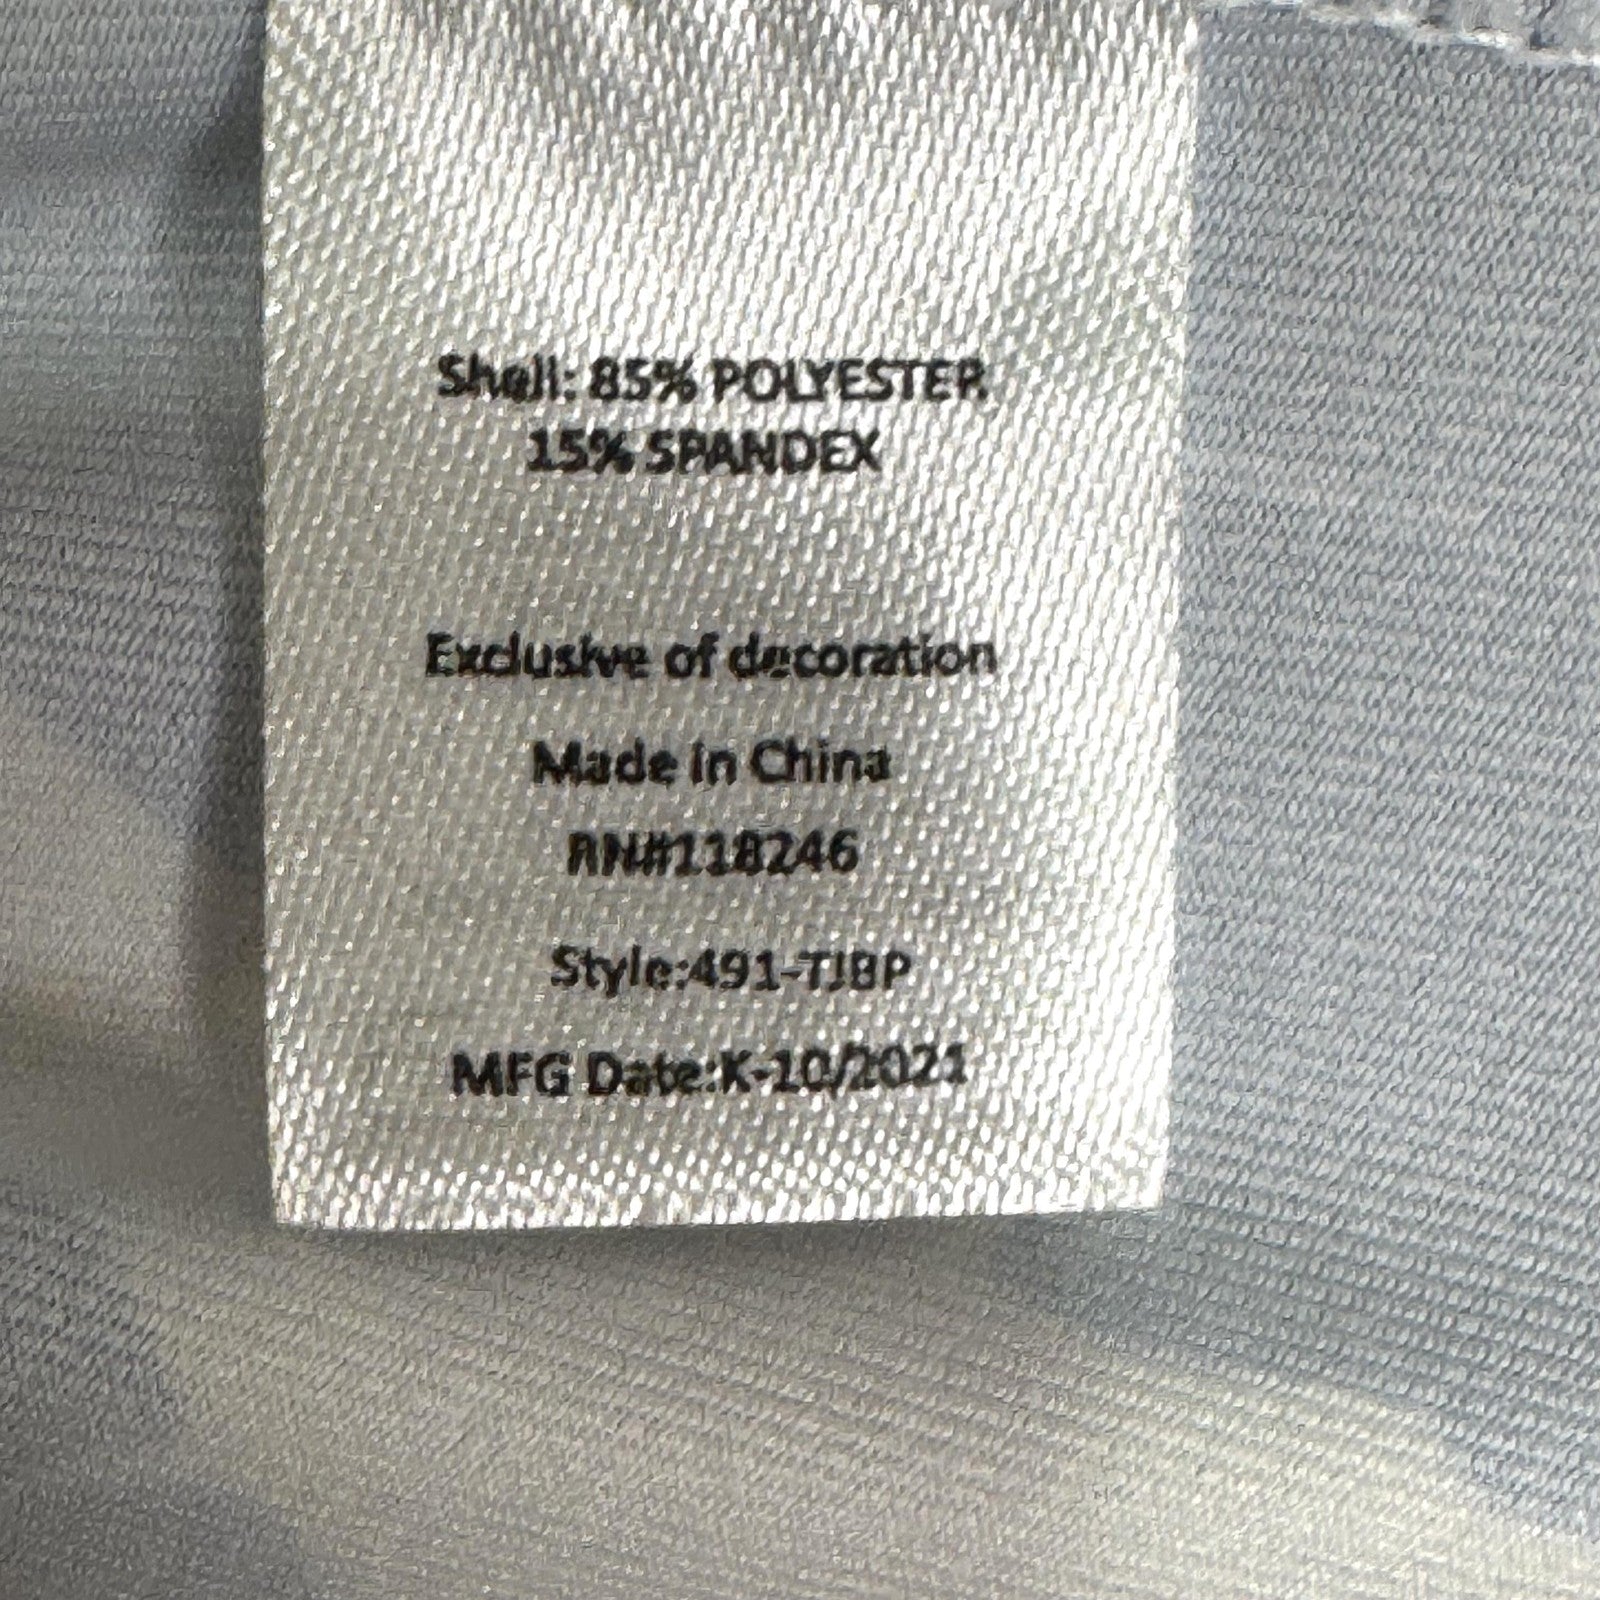 Shell: 85% POLYESTER
15% SPANDEX
Exclusive of decoration
Made in China
RN#118246
Style:491-TJBP
MFG Date:K-10/2021